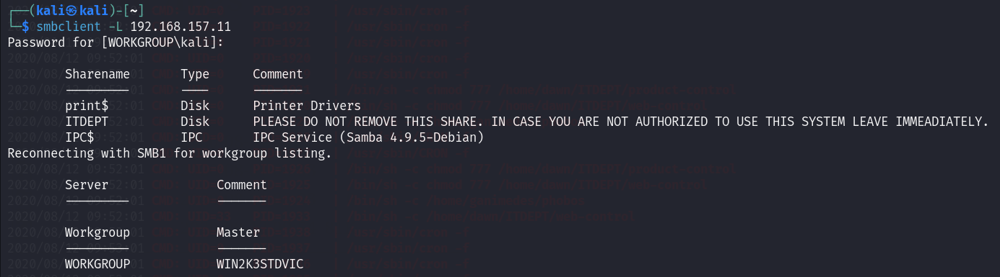 ┌──(kali㉿kali)-[~]
└─$ smbclient -L 192.168.157.11
Password for [WORKGROUP\kali]:
Sharename Type Comment
--------- ---- -------
print$ Disk Printer Drivers
ITDEPT Disk PLEASE DO NOT REMOVE THIS SHARE. IN CASE YOU ARE NOT AUTHORIZED TO USE THIS SYSTEM LEAVE IMMEADIATELY.
IPC$ IPC IPC Service (Samba 4.9.5-Debian)
Reconnecting with SMB1 for workgroup listing.
Server Comment
--------- -------
Workgroup Master
--------- -------
WORKGROUP WIN2K3STDVIC